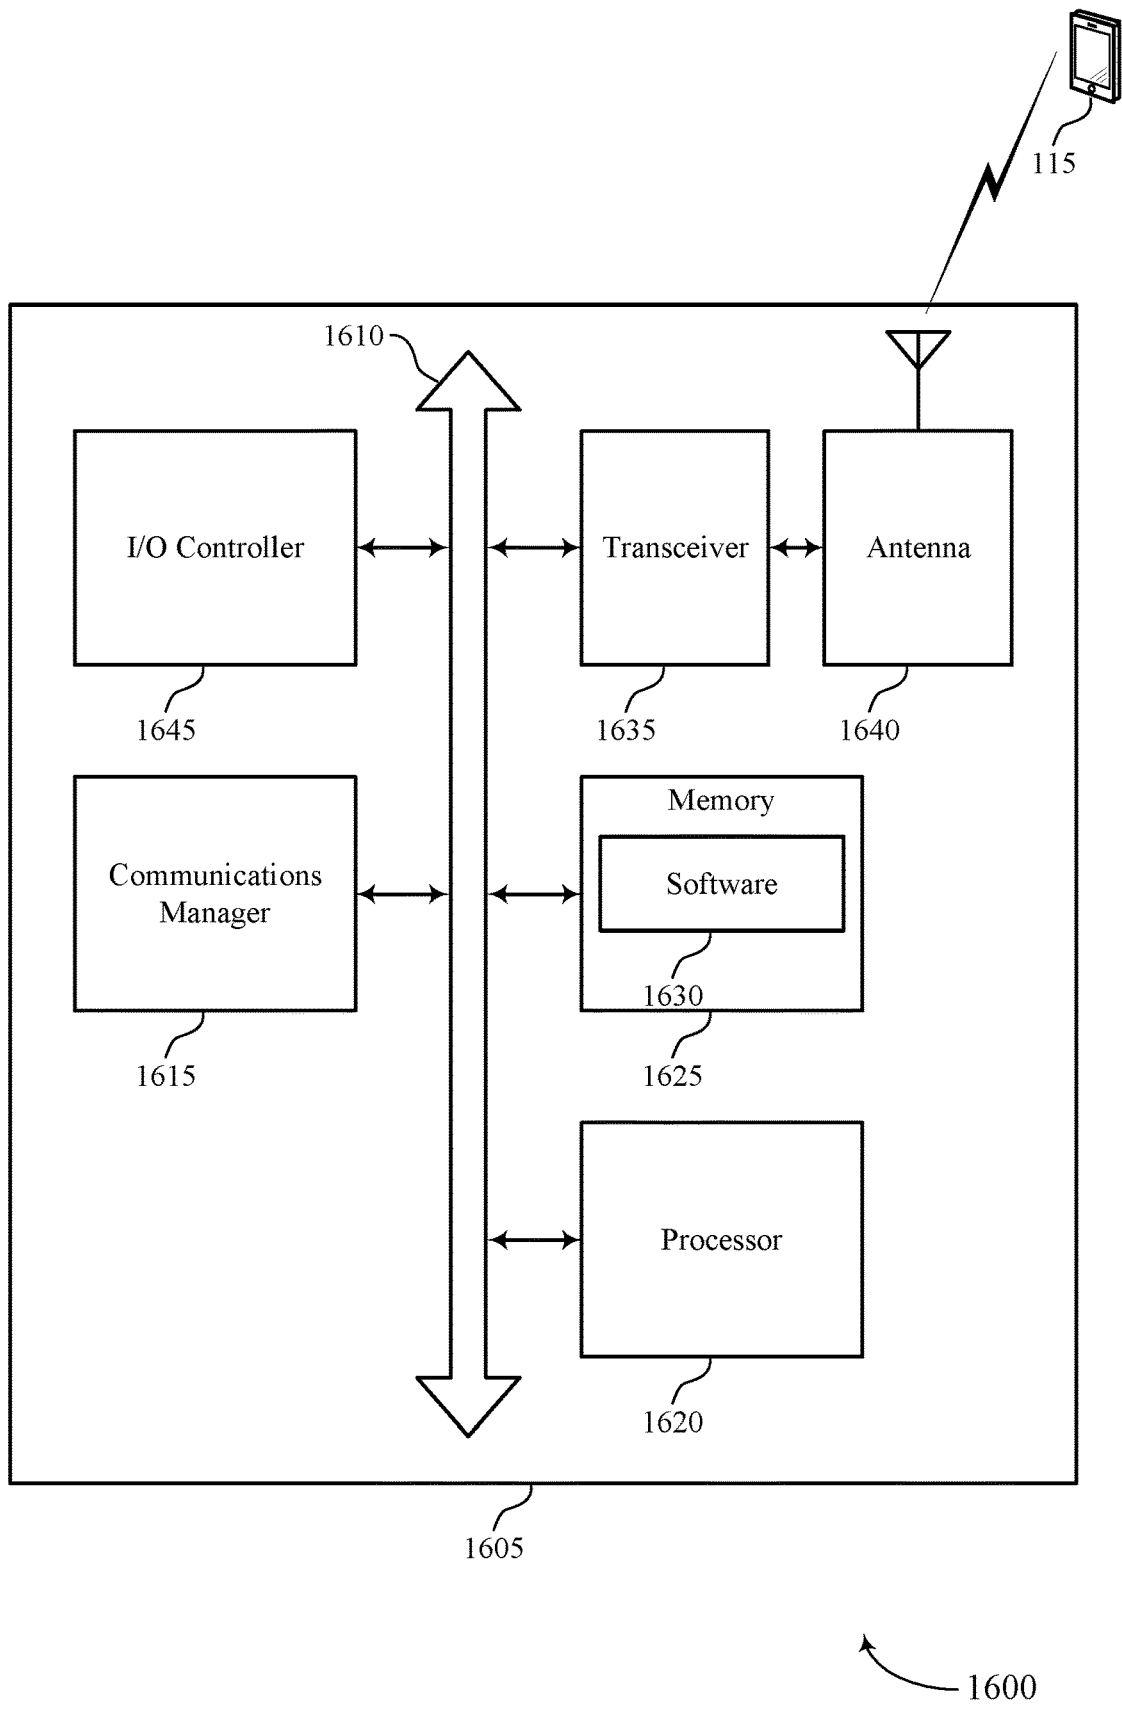 115
1610
I/O Controller
Transceiver
Antenna
1645
1635
1640
Communications
Manager
Memory
Software
1630
1615
1625
Processor
1620
1605
1600